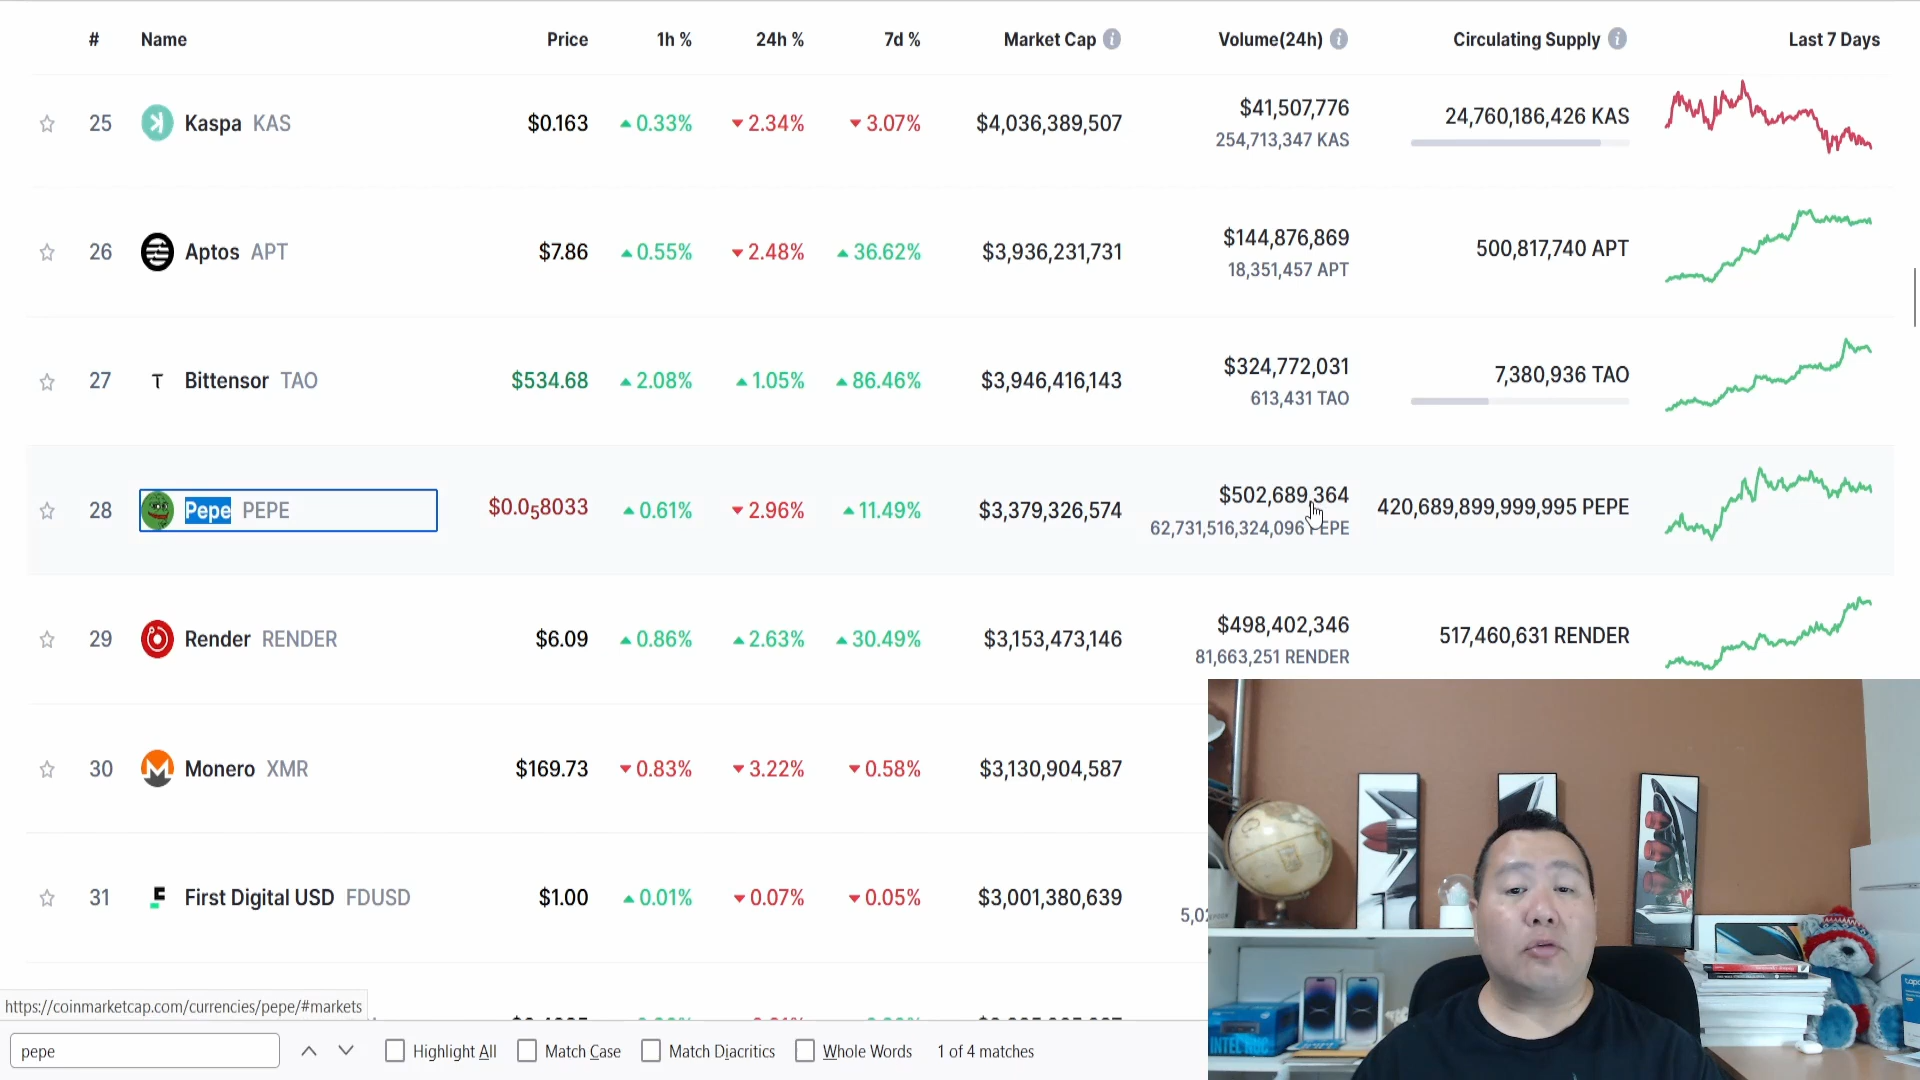 # Name Price 1h % 24h % 7d % Market Cap Volume(24h) Circulating Supply Last 7 Days
25 Kaspa KAS $0.163 0.33% 2.34% 3.07% $4,036,389,507 $41,507,776 24,760,186,426 KAS
254,713,347 KAS
26 Aptos APT $7.86 0.55% 2.48% 36.62% $3,936,231,731 $144,876,869 500,817,740 APT
18,351,457 APT
27 Bittensor TAO $534.68 2.08% 1.05% 86.46% $3,946,416,143 $324,772,031 7,380,936 TAO
613,431 TAO
28 Pepe PEPE $0.0₅8033 0.61% 2.96% 11.49% $3,379,326,574 $502,689,364 420,689,899,999,995 PEPE
62,731,516,324,096 PEPE
29 Render RENDER $6.09 0.86% 2.63% 30.49% $3,153,473,146 $498,402,346 517,460,631 RENDER
81,663,251 RENDER
30 Monero XMR $169.73 0.83% 3.22% 0.58% $3,130,904,587
31 First Digital USD FDUSD $1.00 0.01% 0.07% 0.05% $3,001,380,639
5,02
https://coinmarketcap.com/currencies/pepe/#markets
pepe Highlight All Match Case Match Diacritics Whole Words 1 of 4 matches
INTEL NUC